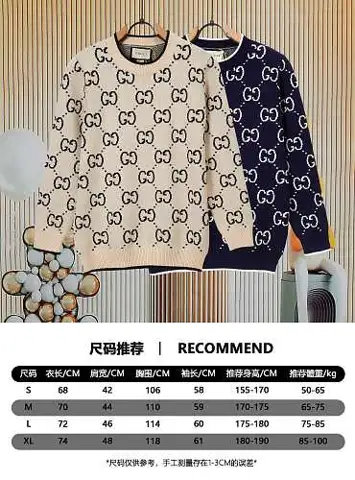 尺码推荐 | RECOMMEND
尺码 衣长/CM 肩宽/CM 胸围/CM 袖长/CM 推荐身高/CM 推荐體重/kg
S 68 42 106 58 155-170 50-65
M 70 44 110 59 170-175 65-75
L 72 46 114 60 175-180 75-85
XL 74 48 118 61 180-190 85-100
*尺码仅供参考，手工测量存在1-3CM的误差*